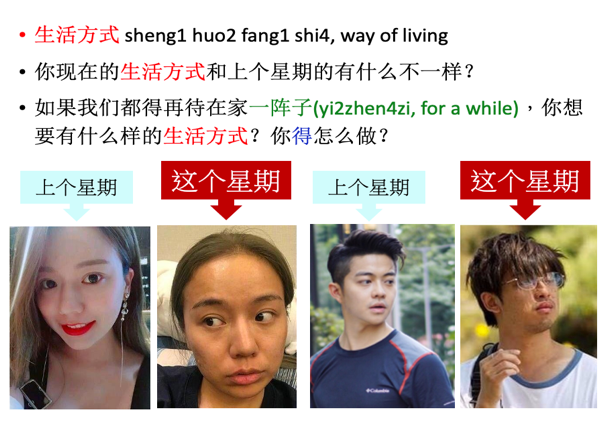 • 生活方式 sheng1 huo2 fang1 shi4, way of living
• 你现在的生活方式和上个星期的有什么不一样？
• 如果我们都得再待在家一阵子(yi2zhen4zi, for a while)，你想
要有什么样的生活方式？你得怎么做？
上个星期 这个星期 上个星期 这个星期
Columbia